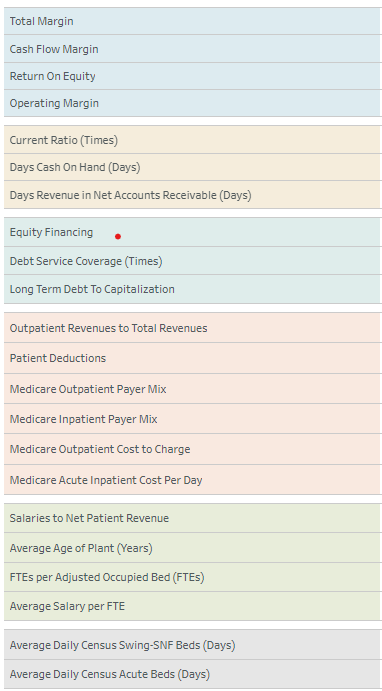 Total Margin
Cash Flow Margin
Return On Equity
Operating Margin
Current Ratio (Times)
Days Cash On Hand (Days)
Days Revenue in Net Accounts Receivable (Days)
Equity Financing
Debt Service Coverage (Times)
Long Term Debt To Capitalization
Outpatient Revenues to Total Revenues
Patient Deductions
Medicare Outpatient Payer Mix
Medicare Inpatient Payer Mix
Medicare Outpatient Cost to Charge
Medicare Acute Inpatient Cost Per Day
Salaries to Net Patient Revenue
Average Age of Plant (Years)
FTEs per Adjusted Occupied Bed (FTEs)
Average Salary per FTE
Average Daily Census Swing-SNF Beds (Days)
Average Daily Census Acute Beds (Days)